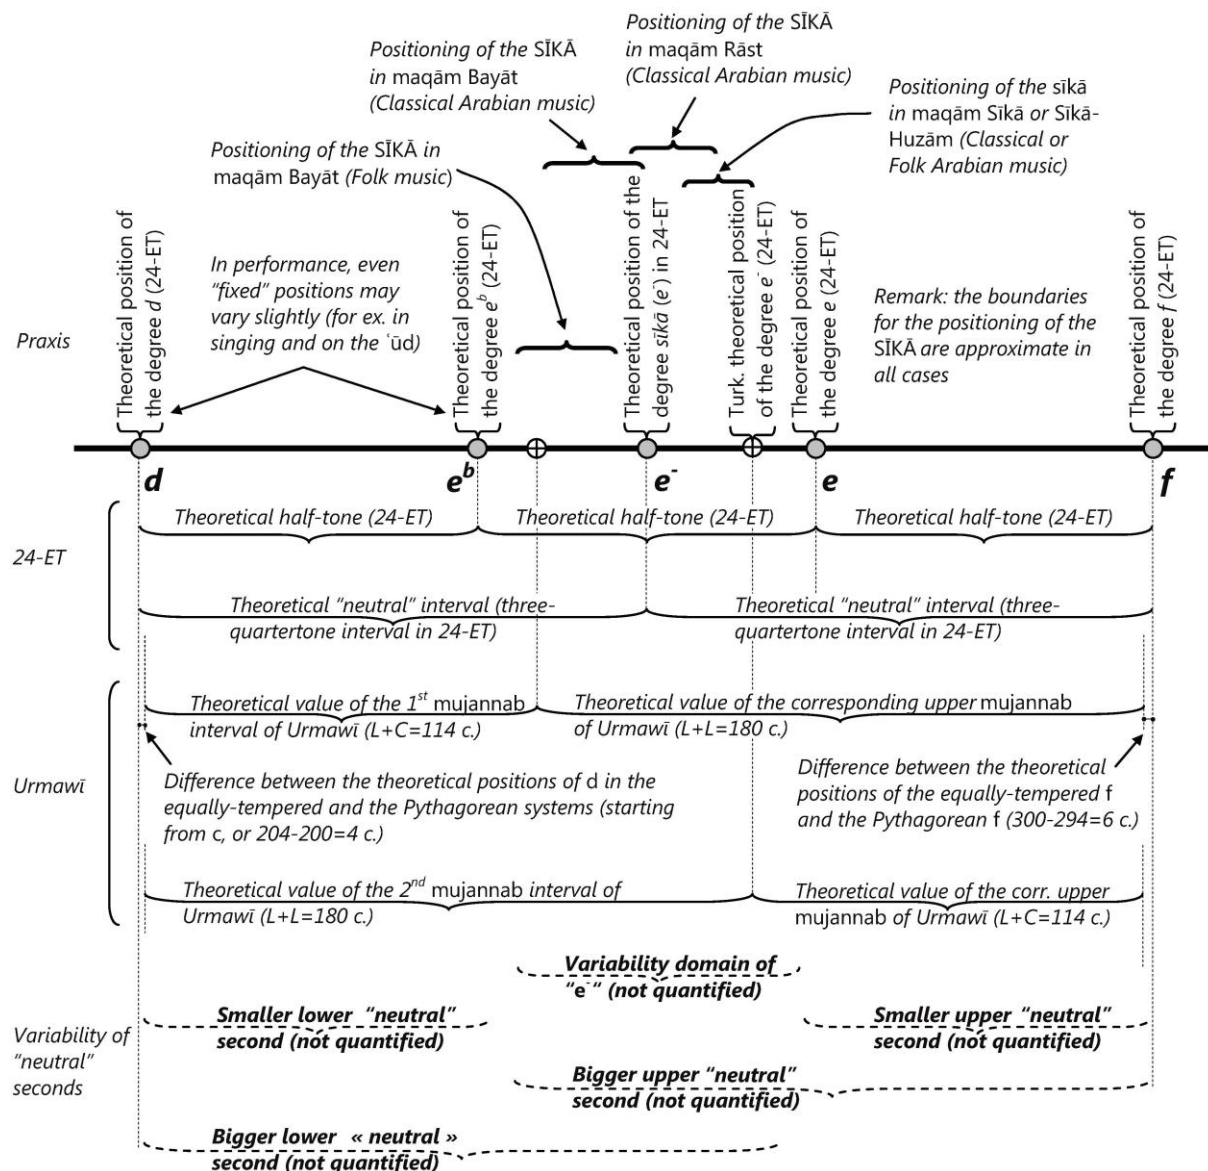 Positioning of the SĪKĀ
in maqām Bayāt
(Classical Arabian music)
Positioning of the SĪKĀ
in maqām Rāst
(Classical Arabian music)
Positioning of the sīkā
in maqām Sīkā or Sīkā-
Huzām (Classical or
Folk Arabian music)
Positioning of the SĪKĀ in
maqām Bayāt (Folk music)
In performance, even
“fixed” positions may
vary slightly (for ex. in
singing and on the ‘ūd)
Remark: the boundaries
for the positioning of the
SĪKĀ are approximate in
all cases
Praxis
Theoretical position of
the degree d (24-ET)
Theoretical position of
the degree eᵇ (24-ET)
Theoretical position of the
degree sīkā (e⁻) in 24-ET
Turk. theoretical position
of the degree e⁻ (24-ET)
Theoretical position of
the degree e (24-ET)
Theoretical position of
the degree f (24-ET)
d eᵇ e⁻ e f
24-ET
Theoretical half-tone (24-ET)
Theoretical half-tone (24-ET)
Theoretical half-tone (24-ET)
Theoretical “neutral” interval (three-
quartertone interval in 24-ET)
Theoretical “neutral” interval (three-
quartertone interval in 24-ET)
Urmawī
Theoretical value of the 1ˢᵗ mujannab
interval of Urmawī (L+C=114 c.)
Theoretical value of the corresponding upper mujannab
of Urmawī (L+L=180 c.)
Difference between the theoretical positions of d in the
equally-tempered and the Pythagorean systems (starting
from c, or 204-200=4 c.)
Difference between the theoretical
positions of the equally-tempered f
and the Pythagorean f (300-294=6 c.)
Theoretical value of the 2ⁿᵈ mujannab interval of
Urmawī (L+L=180 c.)
Theoretical value of the corr. upper
mujannab of Urmawī (L+C=114 c.)
Variability of
“neutral”
seconds
Variability domain of
“e⁻“ (not quantified)
Smaller lower “neutral”
second (not quantified)
Smaller upper “neutral”
second (not quantified)
Bigger upper “neutral”
second (not quantified)
Bigger lower « neutral »
second (not quantified)